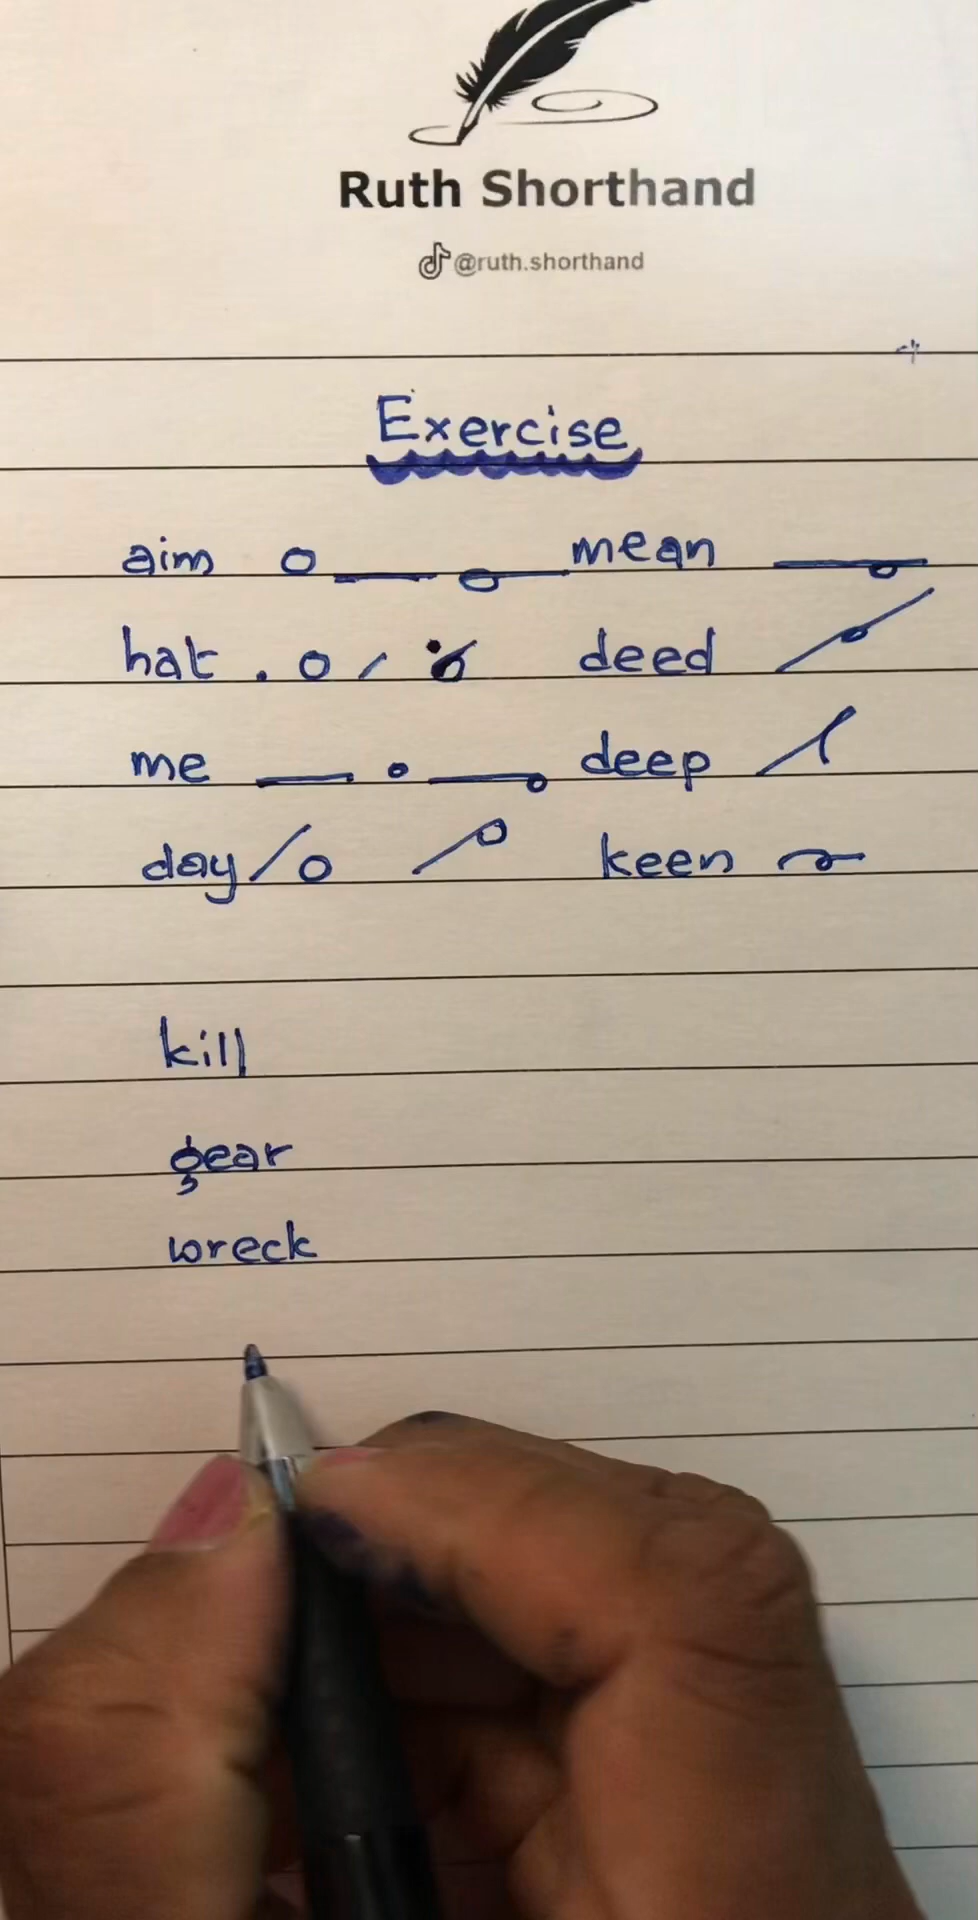 Ruth Shorthand
@ruth.shorthand
Exercise
aim mean
hat deed
me deep
day keen
kill
gear
wreck